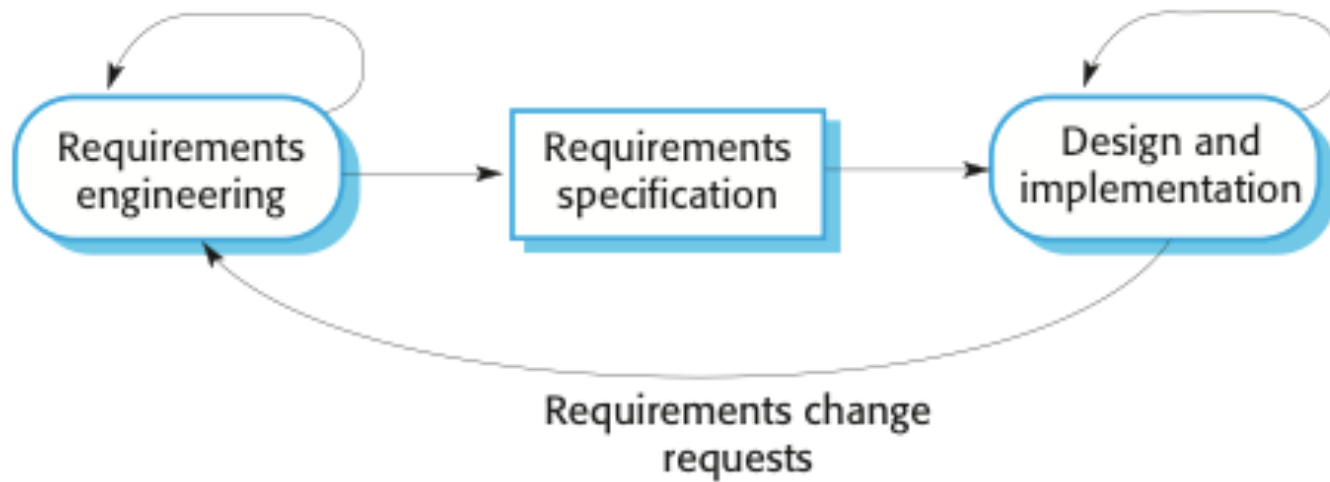 Requirements
engineering
Requirements
specification
Design and
implementation
Requirements change
requests